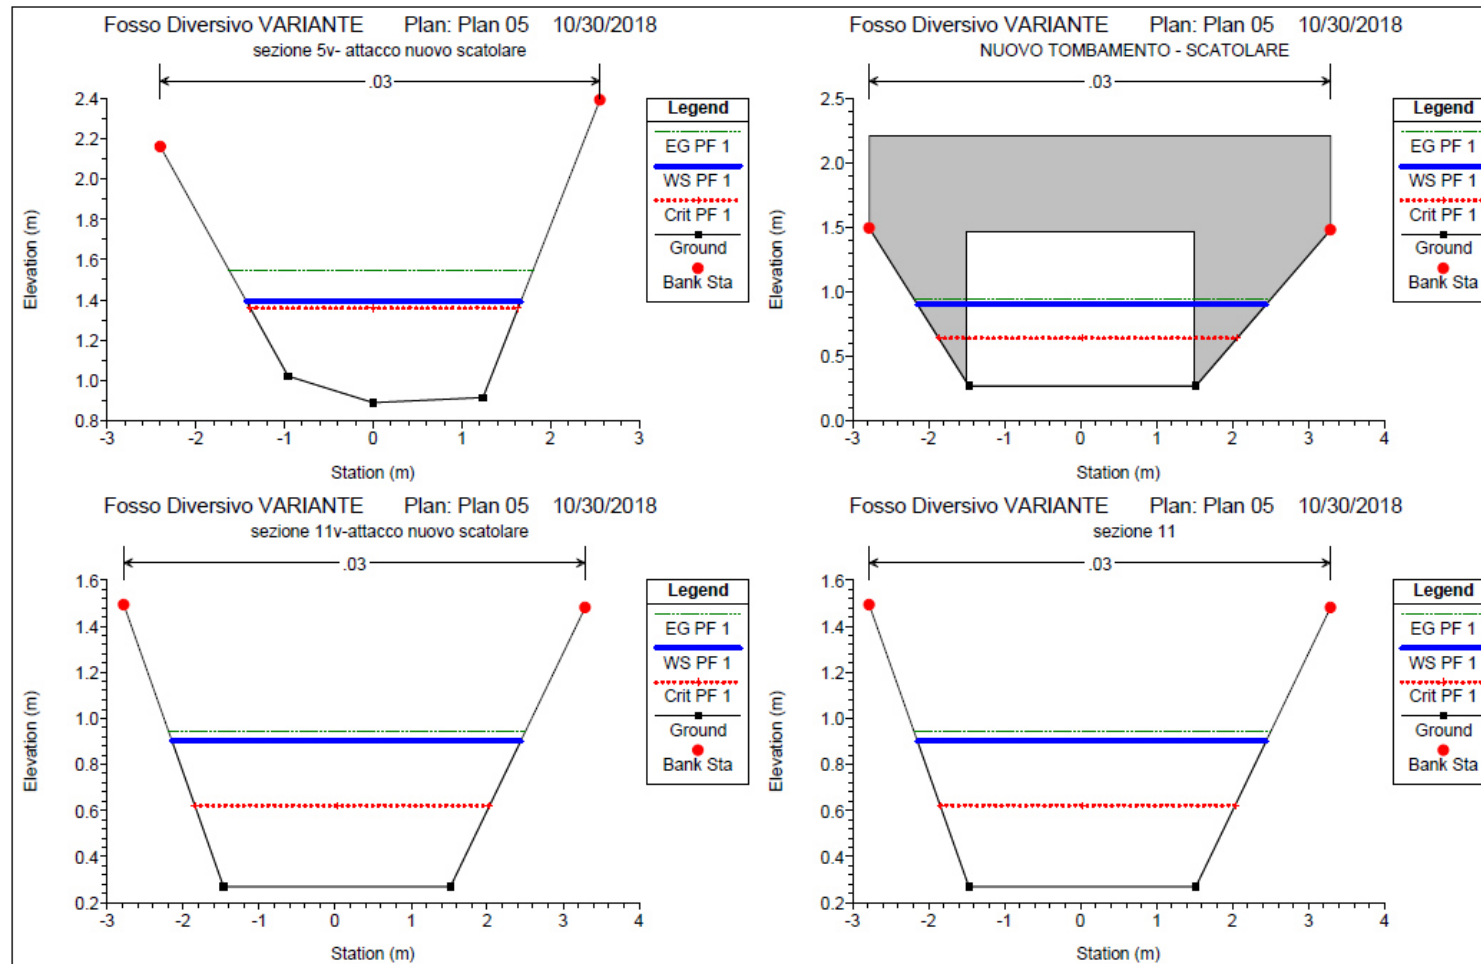 Fosso Diversivo VARIANTE Plan: Plan 05 10/30/2018
sezione 5v- attacco nuovo scatolare
.03
2.4
2.2
2.0
1.8
1.6
1.4
1.2
1.0
0.8
-3 -2 -1 0 1 2 3
Station (m)
Elevation (m)
Legend
EG PF 1
WS PF 1
Crit PF 1
Ground
Bank Sta
Fosso Diversivo VARIANTE Plan: Plan 05 10/30/2018
NUOVO TOMBAMENTO - SCATOLARE
.03
2.5
2.0
1.5
1.0
0.5
0.0
-3 -2 -1 0 1 2 3 4
Station (m)
Elevation (m)
Legend
EG PF 1
WS PF 1
Crit PF 1
Ground
Bank Sta
Fosso Diversivo VARIANTE Plan: Plan 05 10/30/2018
sezione 11v-attacco nuovo scatolare
.03
1.6
1.4
1.2
1.0
0.8
0.6
0.4
0.2
-3 -2 -1 0 1 2 3 4
Station (m)
Elevation (m)
Legend
EG PF 1
WS PF 1
Crit PF 1
Ground
Bank Sta
Fosso Diversivo VARIANTE Plan: Plan 05 10/30/2018
sezione 11
.03
1.6
1.4
1.2
1.0
0.8
0.6
0.4
0.2
-3 -2 -1 0 1 2 3 4
Station (m)
Elevation (m)
Legend
EG PF 1
WS PF 1
Crit PF 1
Ground
Bank Sta